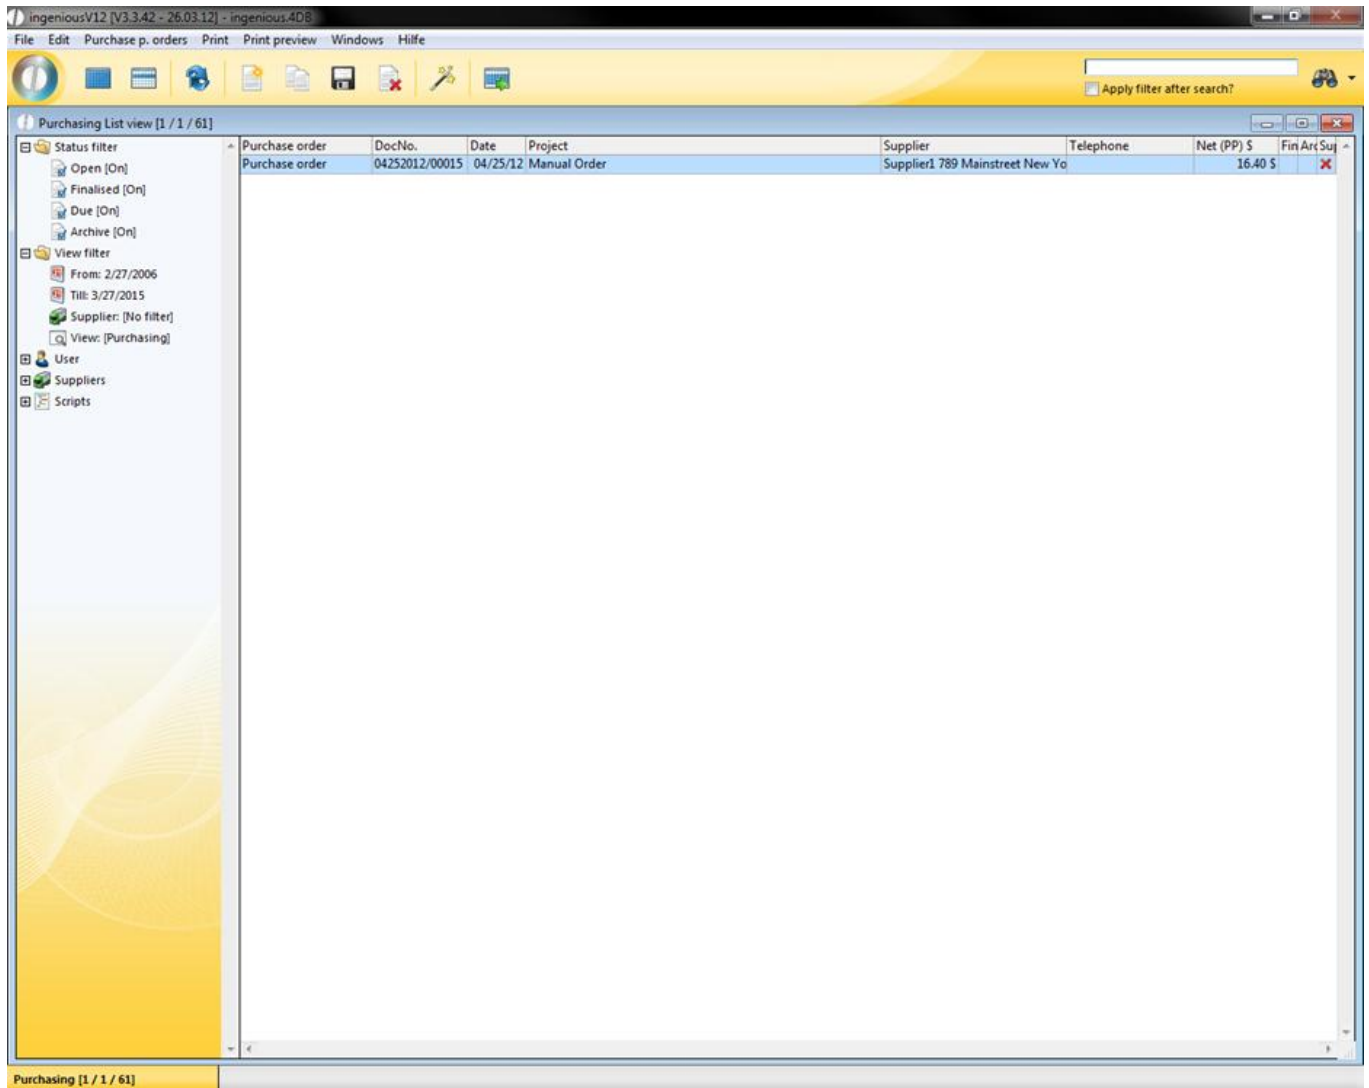 ingeniousV12 [V3.3.42 - 26.03.12] - ingenious.4DB
File Edit Purchase p. orders Print Print preview Windows Hilfe
Apply filter after search?
Purchasing List view [1 / 1 / 61]
Status filter
Open [On]
Finalised [On]
Due [On]
Archive [On]
View filter
From: 2/27/2006
Till: 3/27/2015
Supplier: [No filter]
View: [Purchasing]
User
Suppliers
Scripts
Purchase order DocNo. Date Project Supplier Telephone Net (PP) $ Fin Arc Sup
Purchase order 04252012/00015 04/25/12 Manual Order Supplier1 789 Mainstreet New Yo 16.40 $
Purchasing [1 / 1 / 61]